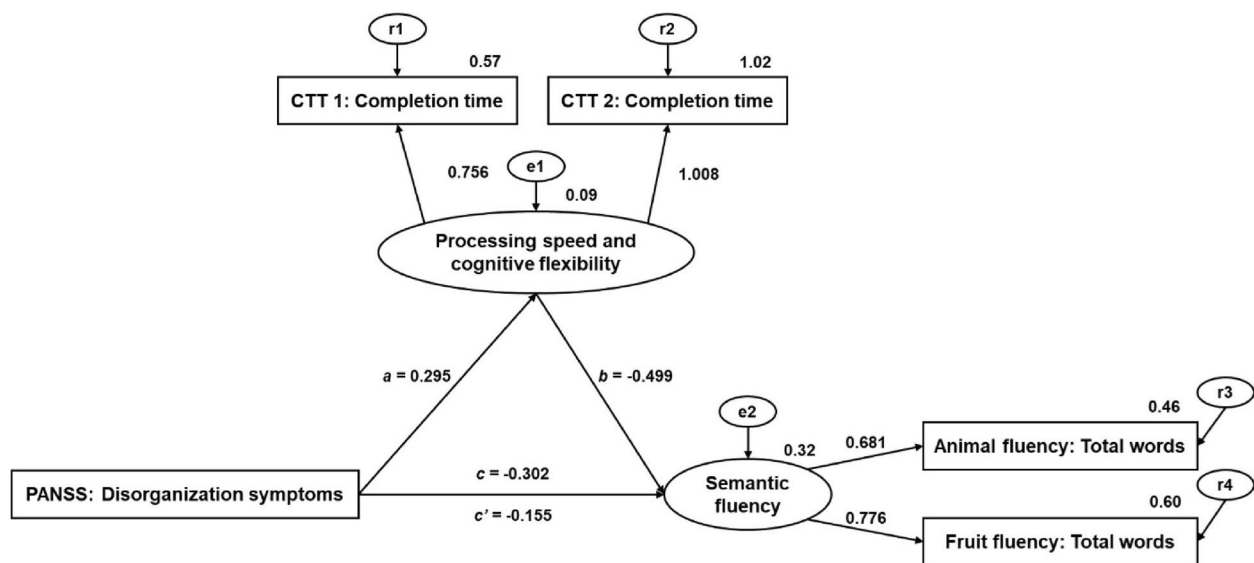 r1
r2
0.57
1.02
CTT 1: Completion time
CTT 2: Completion time
0.756
e1
1.008
0.09
Processing speed and
cognitive flexibility
a = 0.295
b = -0.499
e2
r3
0.46
0.32
0.681
Animal fluency: Total words
PANSS: Disorganization symptoms
c = -0.302
c' = -0.155
Semantic
fluency
r4
0.60
0.776
Fruit fluency: Total words